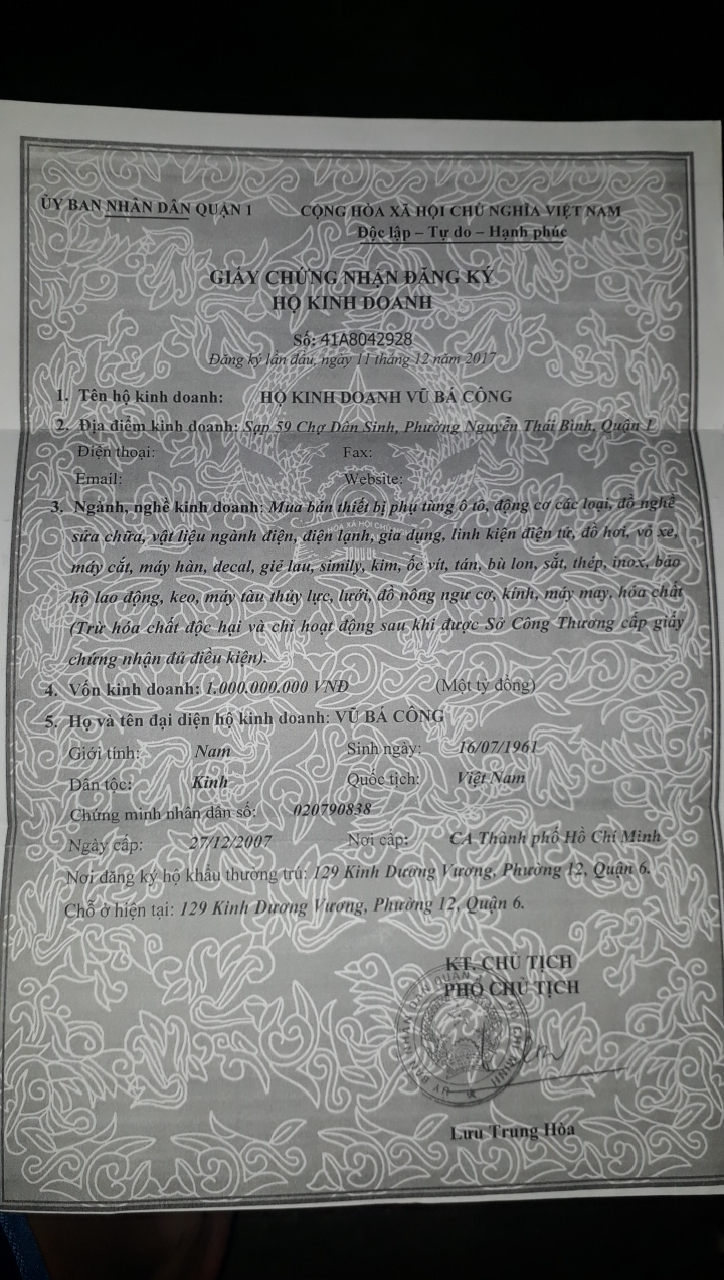 ỦY BAN NHÂN DÂN QUẬN 1
CỘNG HÒA XÃ HỘI CHỦ NGHĨA VIỆT NAM
Độc lập – Tự do – Hạnh phúc
GIẤY CHỨNG NHẬN ĐĂNG KÝ
HỘ KINH DOANH
Số: 41A8042928
Đăng ký lần đầu, ngày 11 tháng 12 năm 2017
1. Tên hộ kinh doanh: HỘ KINH DOANH VŨ BÁ CÔNG
2. Địa điểm kinh doanh: Sạp 59 Chợ Dân Sinh, Phường Nguyễn Thái Bình, Quận 1.
Điện thoại: Fax:
Email: Website:
3. Ngành, nghề kinh doanh: Mua bán thiết bị phụ tùng ô tô, động cơ các loại, đồ nghề
sửa chữa, vật liệu ngành điện, điện lạnh, gia dụng, linh kiện điện tử, đồ hơi, vỏ xe,
máy cắt, máy hàn, decal, giẻ lau, simily, kim, ốc vít, tán, bù lon, sắt, thép, inox, bảo
hộ lao động, keo, máy tàu thủy lực, lưới, đồ nông ngư cơ, kính, máy may, hóa chất
(Trừ hóa chất độc hại và chỉ hoạt động sau khi được Sở Công Thương cấp giấy
chứng nhận đủ điều kiện).
4. Vốn kinh doanh: 1.000.000.000 VNĐ (Một tỷ đồng)
5. Họ và tên đại diện hộ kinh doanh: VŨ BÁ CÔNG
Giới tính: Nam Sinh ngày: 16/07/1961
Dân tộc: Kinh Quốc tịch: Việt Nam
Chứng minh nhân dân số: 020790838
Ngày cấp: 27/12/2007 Nơi cấp: CA Thành phố Hồ Chí Minh
Nơi đăng ký hộ khẩu thường trú: 129 Kinh Dương Vương, Phường 12, Quận 6.
Chỗ ở hiện tại: 129 Kinh Dương Vương, Phường 12, Quận 6.
KT. CHỦ TỊCH
PHÓ CHỦ TỊCH
Lưu Trung Hòa